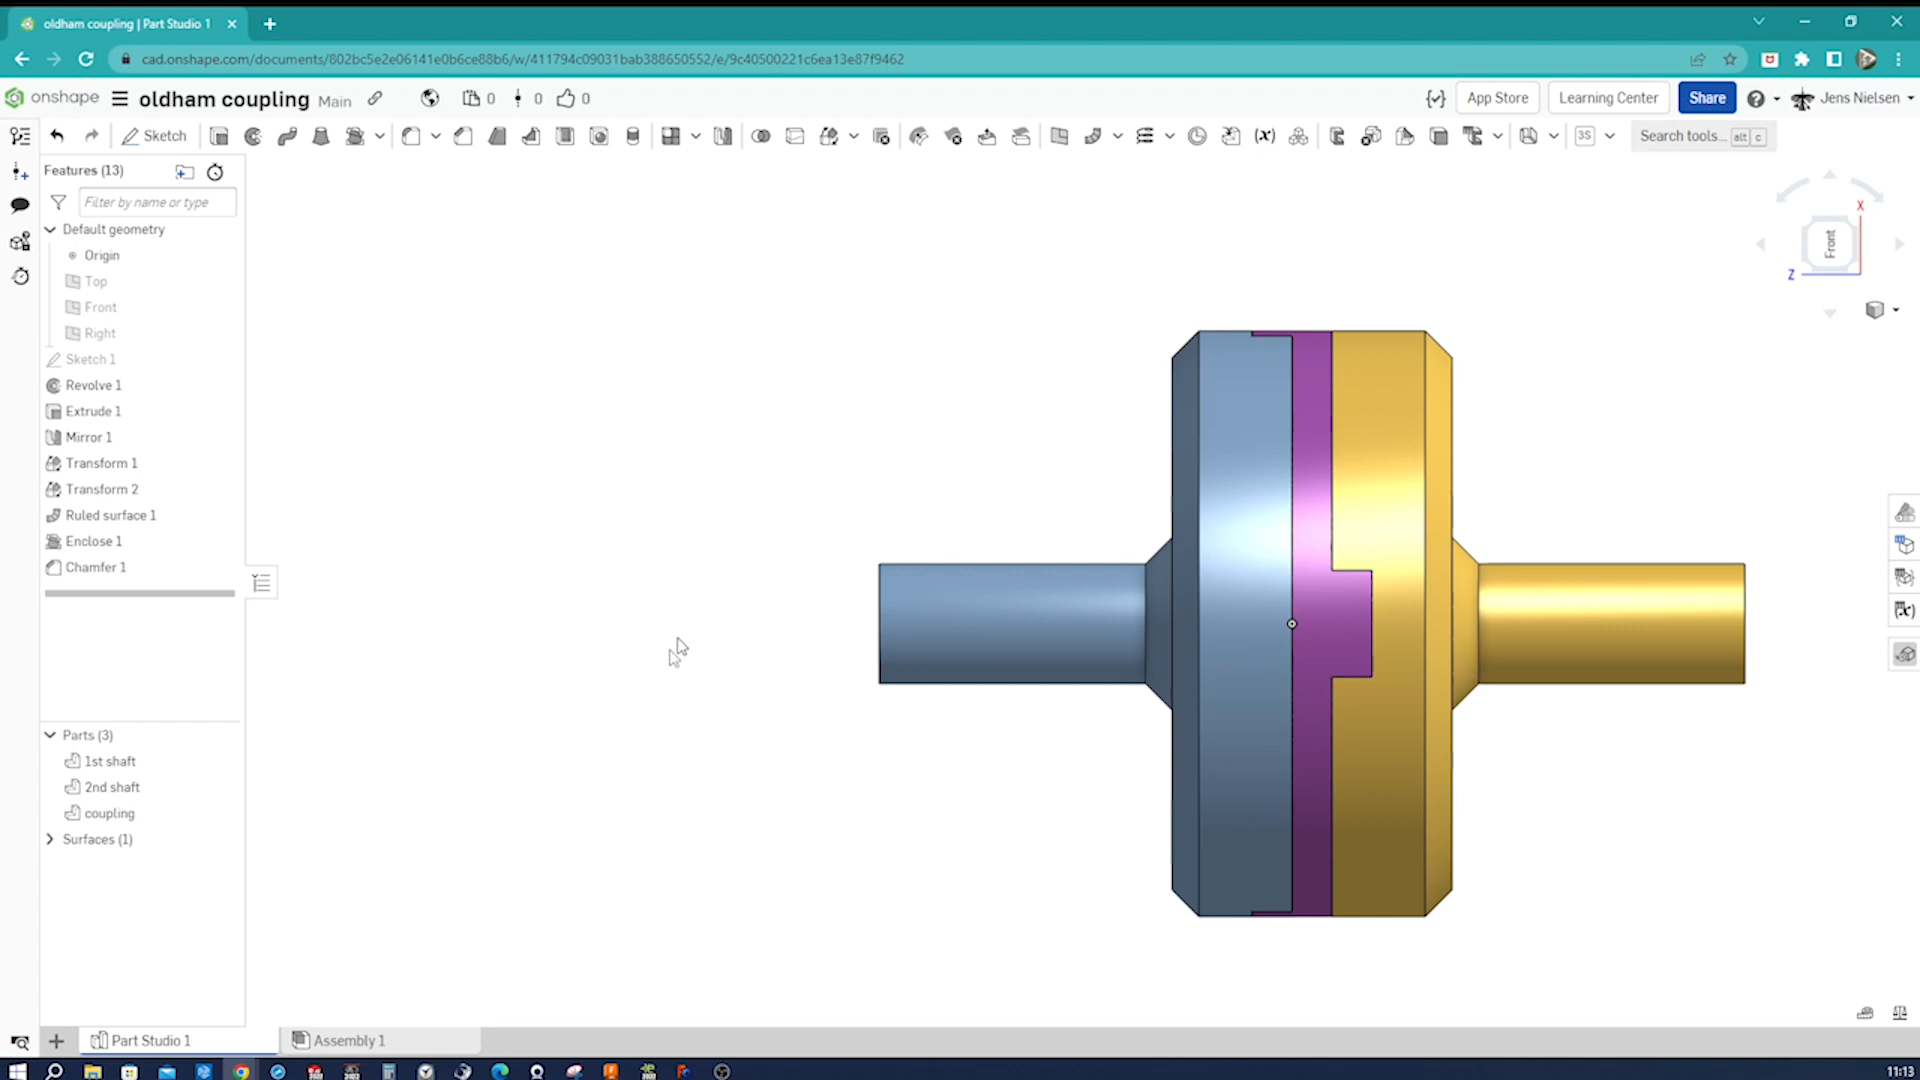 oldham coupling | Part Studio 1
cad.onshape.com/documents/802bc5e2e06141e0b6ce88b6/w/411794c09031bab388650552/e/9c40500221c6ea13e87f9462
onshape
oldham coupling Main
0
0
0
App Store
Learning Center
Share
Jens Nielsen
Sketch
(x)
3S
Search tools... alt c
Features (13)
Filter by name or type
Default geometry
Origin
Top
Front
Right
Sketch 1
Revolve 1
Extrude 1
Mirror 1
Transform 1
Transform 2
Ruled surface 1
Enclose 1
Chamfer 1
Parts (3)
1st shaft
2nd shaft
coupling
Surfaces (1)
X
Front
Z
(x)
Part Studio 1
Assembly 1
11:13